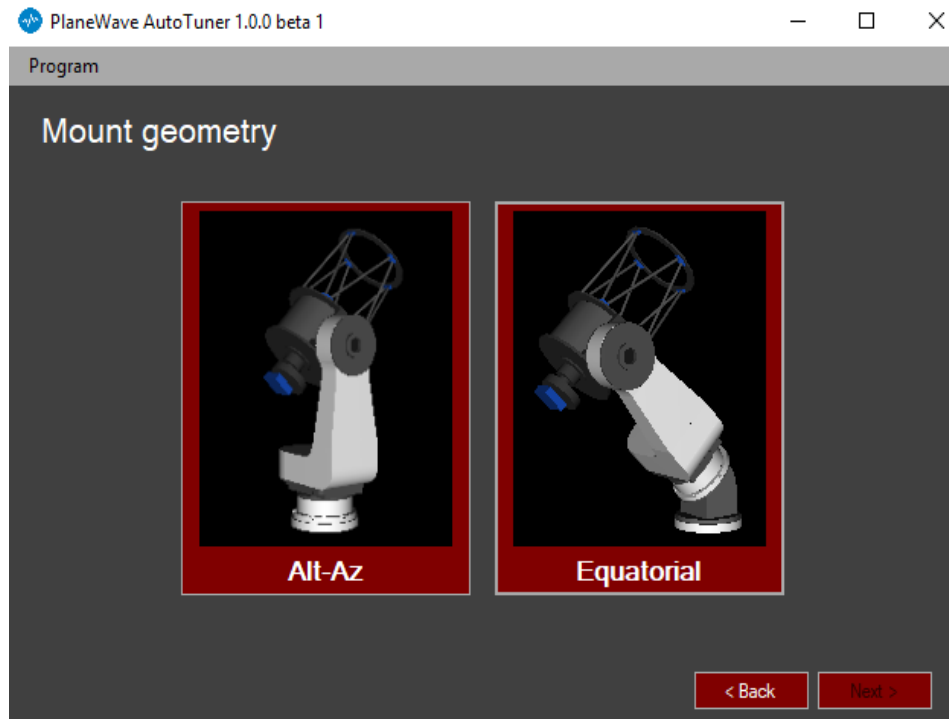 PlaneWave AutoTuner 1.0.0 beta 1
Program
Mount geometry
Alt-Az
Equatorial
< Back
Next >